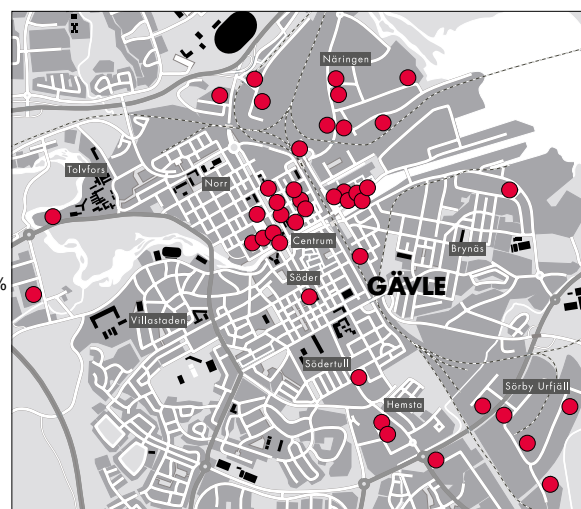 Näringen
Tolvfors
Norr
Centrum
Brynäs
%
Söder
GÄVLE
Villastaden
Södertull
Sörby Urfjäll
Hemsta